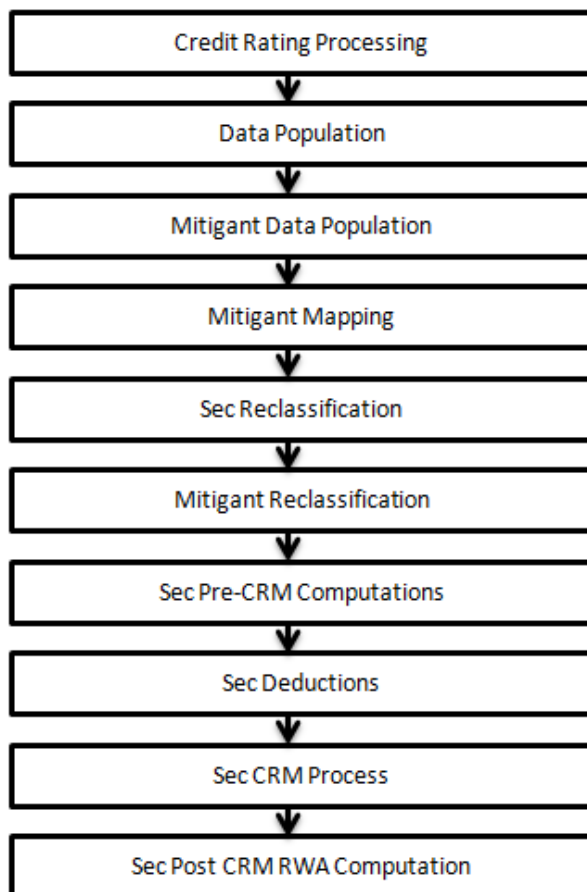 Credit Rating Processing
Data Population
Mitigant Data Population
Mitigant Mapping
Sec Reclassification
Mitigant Reclassification
Sec Pre-CRM Computations
Sec Deductions
Sec CRM Process
Sec Post CRM RWA Computation